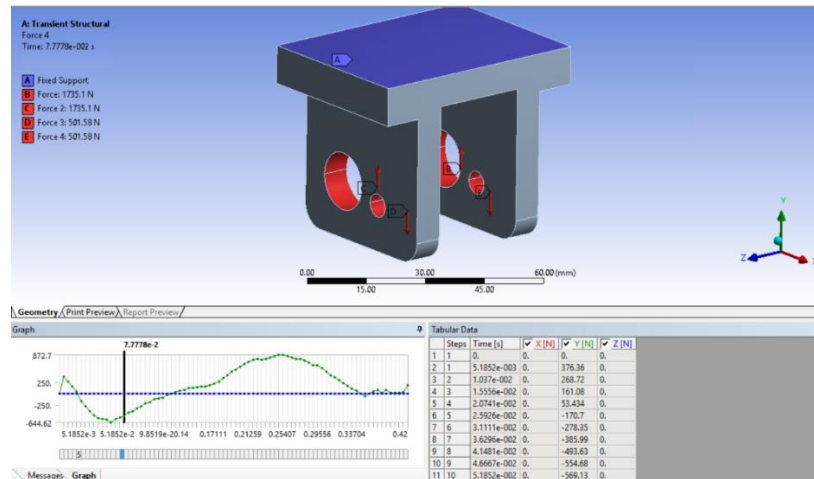 A: Transient Structural
Force 4
Time: 7.7778e-002 s
A Fixed Support
B Force: 1735.1 N
C Force 2: 1735.1 N
D Force 3: 501.58 N
E Force 4: 501.58 N
A
B
C
E
D
Y
Z
X
0.00 30.00 60.00 (mm)
15.00 45.00
Geometry Print Preview Report Preview
Graph
7.7778e-2
872.7
250.
-250.
-644.62
5.1852e-3 5.1852e-2 9.8519e-2 0.14 0.17111 0.21259 0.25407 0.29556 0.33704 0.42
5
Messages Graph
Tabular Data
Steps Time [s] X [N] Y [N] Z [N]
1 1 0. 0. 0. 0.
2 1 5.1852e-003 0. 376.36 0.
3 2 1.037e-002 0. 268.72 0.
4 3 1.5556e-002 0. 161.08 0.
5 4 2.0741e-002 0. 53.434 0.
6 5 2.5926e-002 0. -170.7 0.
7 6 3.1111e-002 0. -278.35 0.
8 7 3.6296e-002 0. -385.99 0.
9 8 4.1481e-002 0. -493.63 0.
10 9 4.6667e-002 0. -554.68 0.
11 10 5.1852e-002 0. -569.13 0.